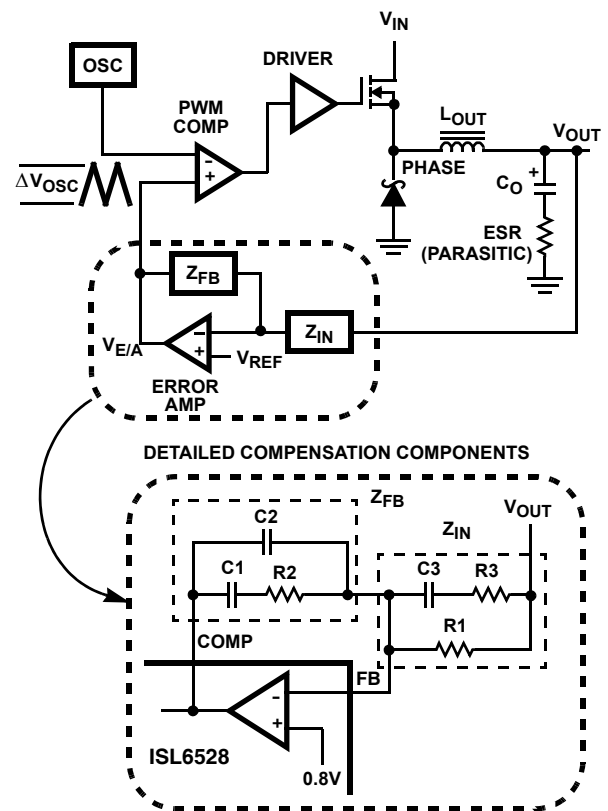 V_IN
OSC
DRIVER
PWM
COMP
L_OUT
V_OUT
-
+
PHASE
ΔV_OSC
C_O
+
ESR
(PARASITIC)
Z_FB
-
+
Z_IN
V_E/A
V_REF
ERROR
AMP
DETAILED COMPENSATION COMPONENTS
Z_FB
V_OUT
C2
Z_IN
C1
R2
C3
R3
R1
COMP
FB
-
+
ISL6528
0.8V